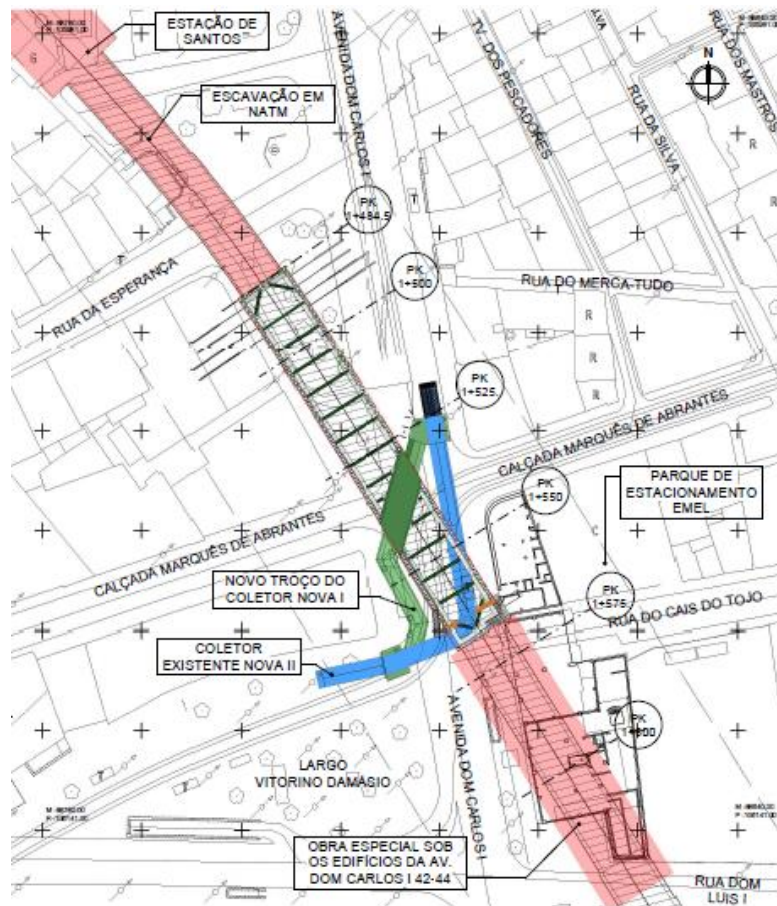 ESTAÇÃO DE
SANTOS
ESCAVAÇÃO EM
NATM
AVENIDA DOM CARLOS I
TV. DOS PESCADORES
RUA DA SILVA
SILVA
RUA DOS MASTROS
N
R
PK
1+484.5
RUA DA ESPERANÇA
PK
1+500
RUA DO MERCA-TUDO
R
R
R
PK
1+525.
CALÇADA MARQUÊS DE ABRANTES
PK
1+550
PARQUE DE
ESTACIONAMENTO
EMEL
CALÇADA MARQUÊS DE ABRANTES
NOVO TROÇO DO
COLETOR NOVA I
PK
1+575.
RUA DO CAIS DO TOJO
COLETOR
EXISTENTE NOVA II
AVENIDA DOM CARLOS I
PK
1+600
LARGO
VITORINO DAMÁSIO
OBRA ESPECIAL SOB
OS EDIFÍCIOS DA AV.
DOM CARLOS I 42-44
RUA DOM
LUIS I